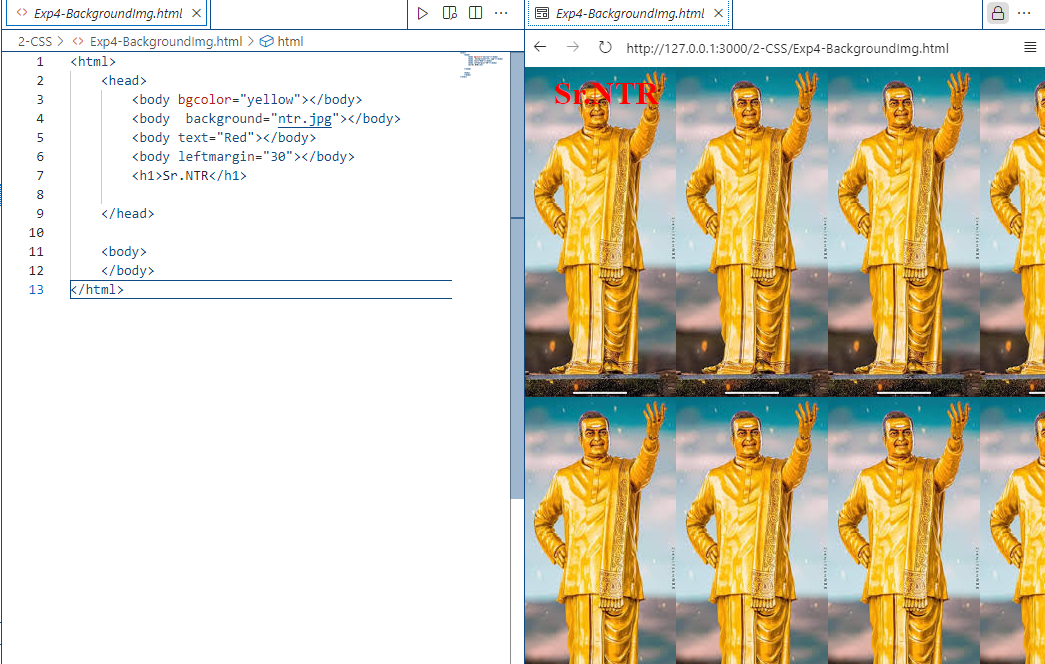 Exp4-BackgroundImg.html
2-CSS > Exp4-BackgroundImg.html > html
1 <html>
2 <head>
3 <body bgcolor="yellow"></body>
4 <body  background="ntr.jpg"></body>
5 <body text="Red"></body>
6 <body leftmargin="30"></body>
7 <h1>Sr.NTR</h1>
8
9 </head>
10
11 <body>
12 </body>
13 </html>
Exp4-BackgroundImg.html
http://127.0.0.1:3000/2-CSS/Exp4-BackgroundImg.html
Sr.NTR